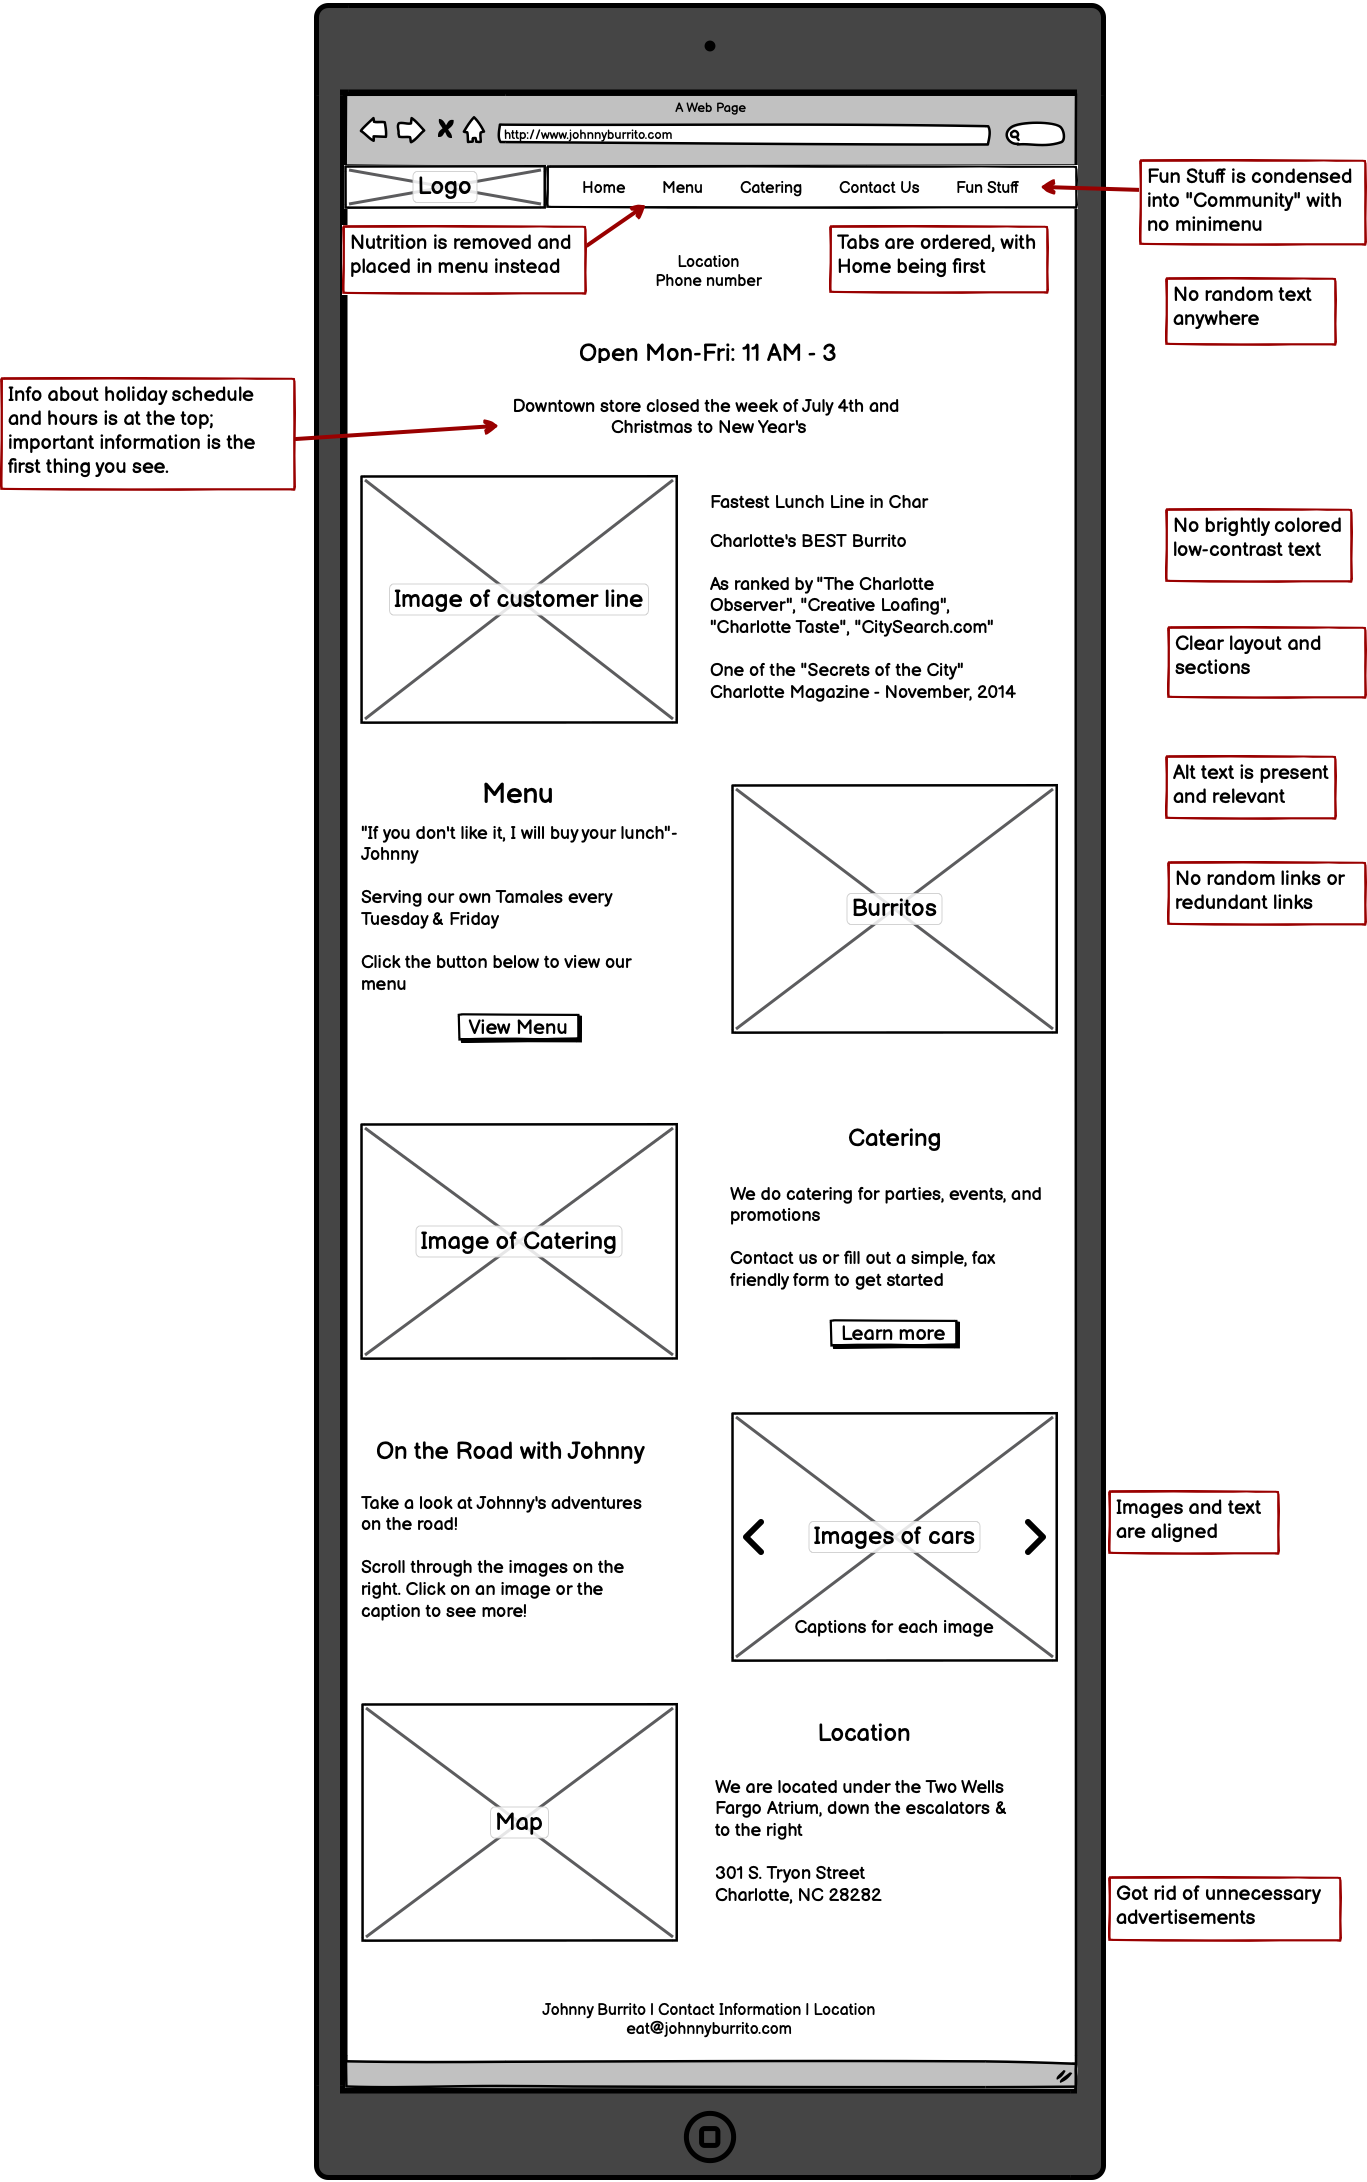 A Web Page
http://www.johnnyburrito.com
Logo
Home Menu Catering Contact Us Fun Stuff
Fun Stuff is condensed
into "Community" with
no minimenu
Nutrition is removed and
placed in menu instead
Location
Phone number
Tabs are ordered, with
Home being first
No random text
anywhere
Open Mon-Fri: 11 AM - 3
Info about holiday schedule
and hours is at the top;
important information is the
first thing you see.
Downtown store closed the week of July 4th and
Christmas to New Year's
Image of customer line
Fastest Lunch Line in Char
Charlotte's BEST Burrito
As ranked by "The Charlotte
Observer", "Creative Loafing",
"Charlotte Taste", "CitySearch.com"
One of the "Secrets of the City"
Charlotte Magazine - November, 2014
No brightly colored
low-contrast text
Clear layout and
sections
Menu
"If you don't like it, I will buy your lunch"-
Johnny
Serving our own Tamales every
Tuesday & Friday
Click the button below to view our
menu
View Menu
Burritos
Alt text is present
and relevant
No random links or
redundant links
Image of Catering
Catering
We do catering for parties, events, and
promotions
Contact us or fill out a simple, fax
friendly form to get started
Learn more
On the Road with Johnny
Take a look at Johnny's adventures
on the road!
Scroll through the images on the
right. Click on an image or the
caption to see more!
Images of cars
Captions for each image
Images and text
are aligned
Map
Location
We are located under the Two Wells
Fargo Atrium, down the escalators &
to the right
301 S. Tryon Street
Charlotte, NC 28282
Got rid of unnecessary
advertisements
Johnny Burrito | Contact Information | Location
eat@johnnyburrito.com